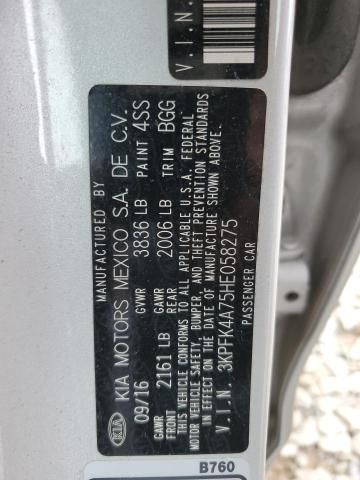 V.I.N.
MANUFACTURED BY
KIA KIA MOTORS MEXICO S.A. DE C.V.
09/16 GVWR 3836 LB PAINT 4SS
GAWR FRONT 2161 LB GAWR REAR 2006 LB TRIM BGG
THIS VEHICLE CONFORMS TO ALL APPLICABLE U.S.A. FEDERAL
MOTOR VEHICLE SAFETY, BUMPER, AND THEFT PREVENTION STANDARDS
IN EFFECT ON THE DATE OF MANUFACTURE SHOWN ABOVE.
V.I.N. 3KPFK4A75HE058275
PASSENGER CAR
B760